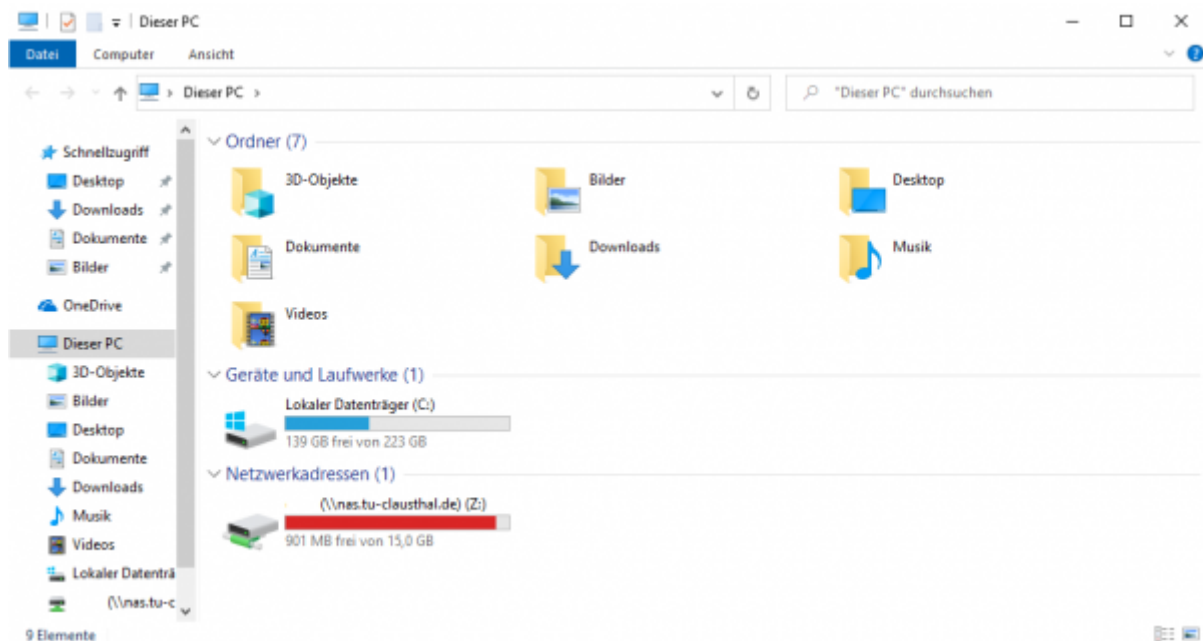 Dieser PC
Datei Computer Ansicht
Dieser PC
"Dieser PC" durchsuchen
Schnellzugriff
Desktop
Downloads
Dokumente
Bilder
OneDrive
Dieser PC
3D-Objekte
Bilder
Desktop
Dokumente
Downloads
Musik
Videos
Lokaler Datenträ
(\\nas.tu-c
Ordner (7)
3D-Objekte
Bilder
Desktop
Dokumente
Downloads
Musik
Videos
Geräte und Laufwerke (1)
Lokaler Datenträger (C:)
139 GB frei von 223 GB
Netzwerkadressen (1)
(\\nas.tu-clausthal.de) (Z:)
901 MB frei von 15,0 GB
9 Elemente